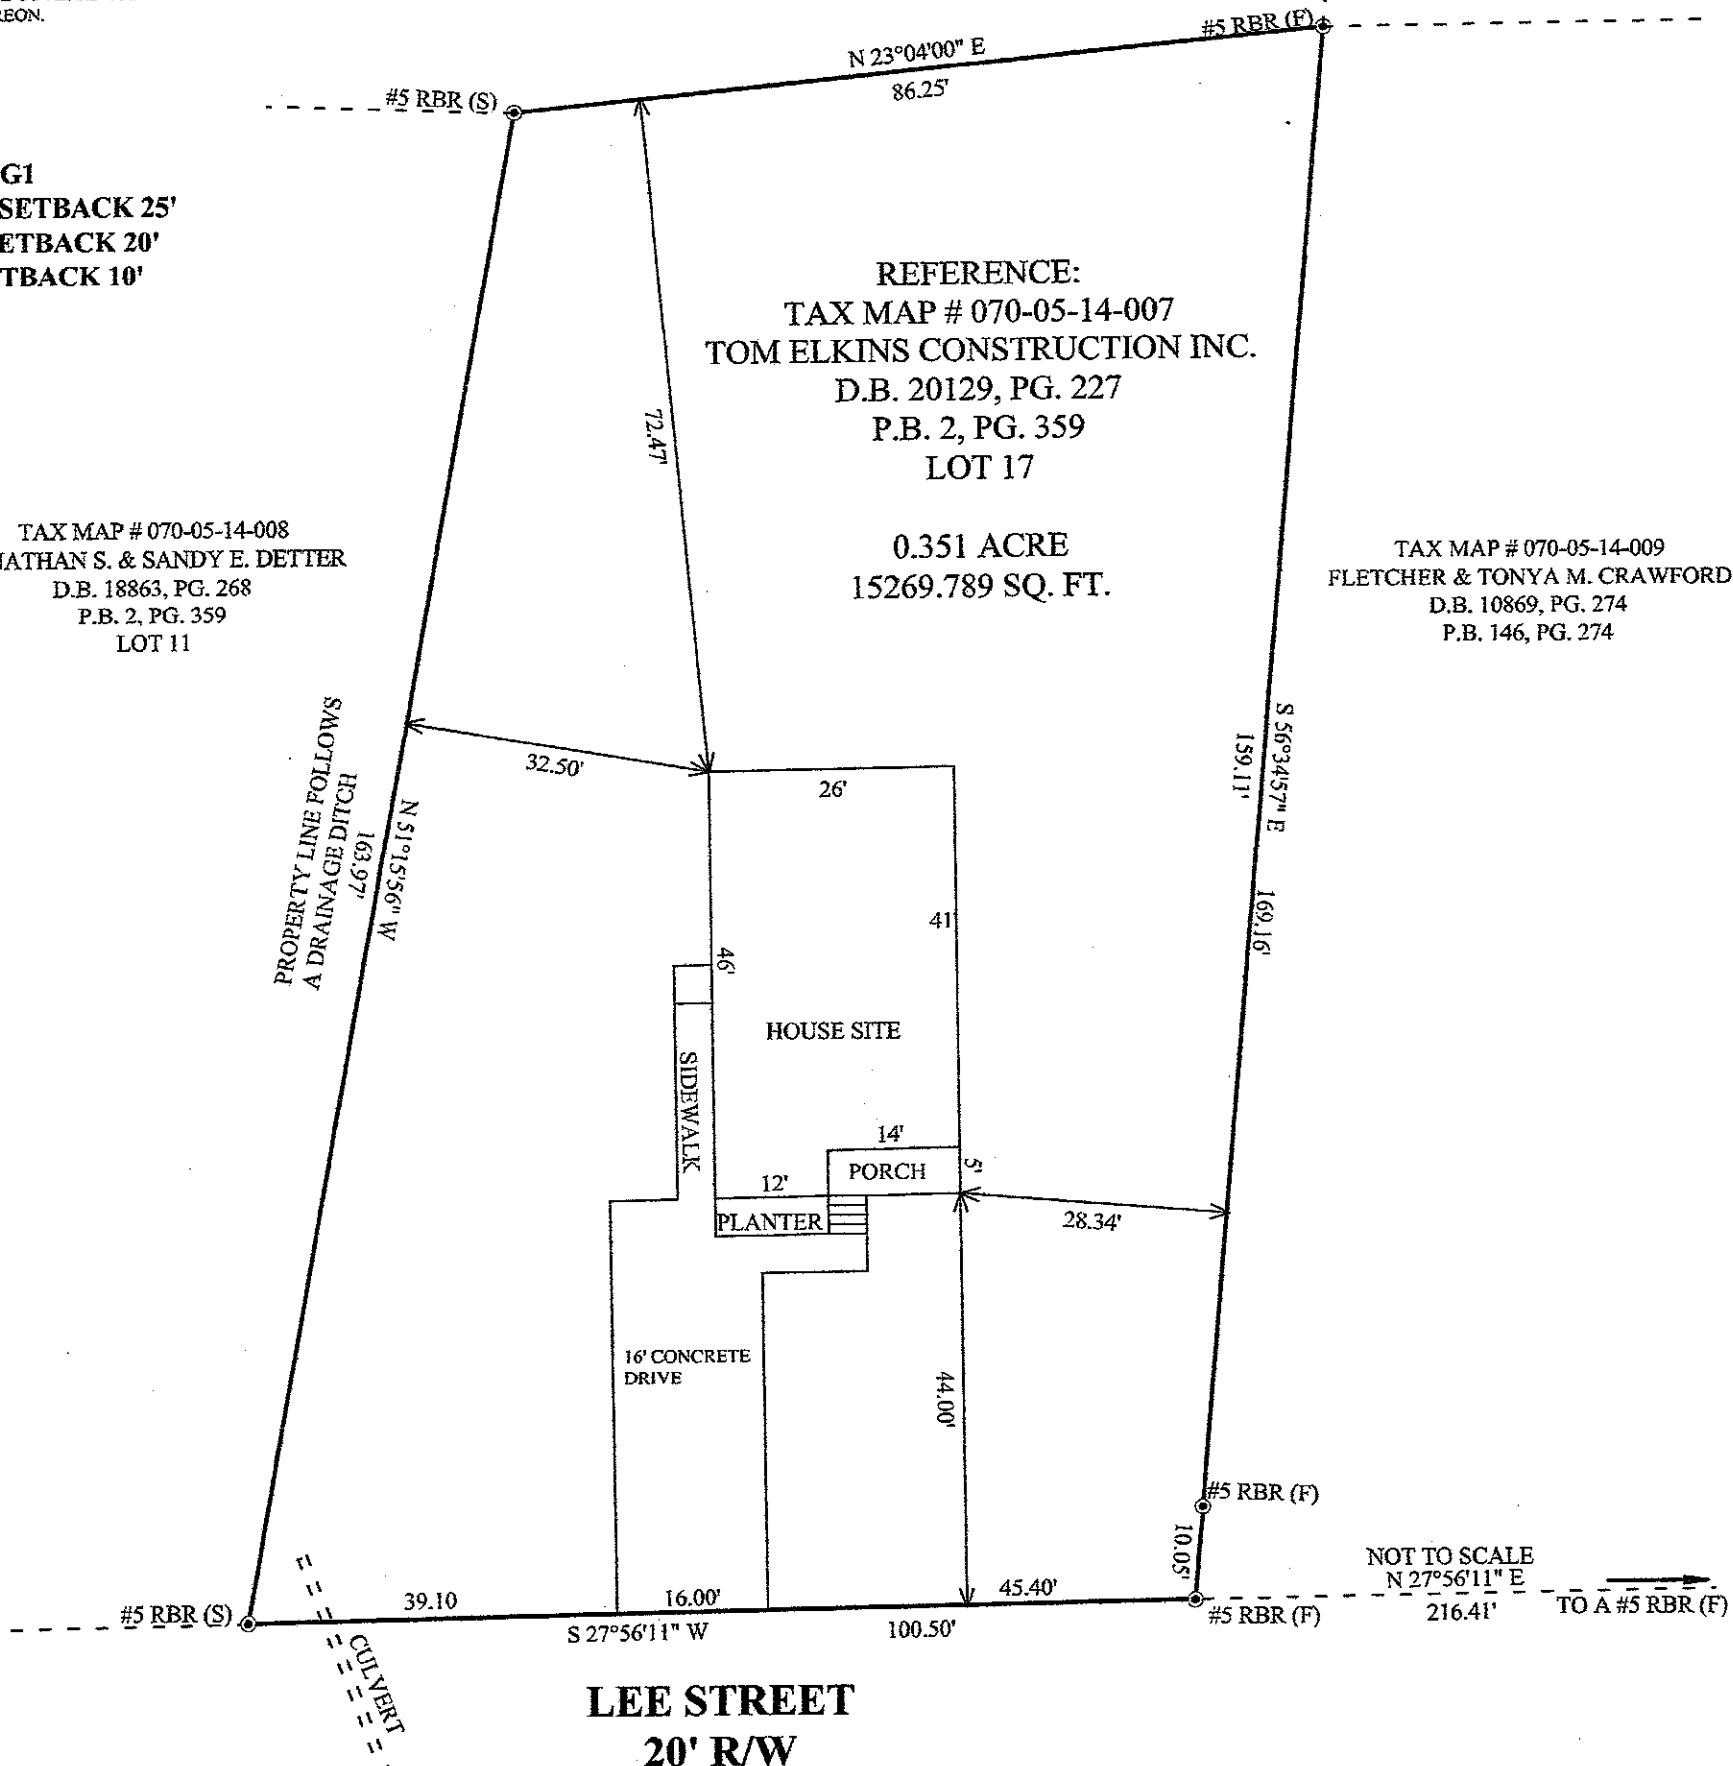 REON.
#5 RBR (F)
N 23°04'00" E
86.25'
#5 RBR (S)
G1
SETBACK 25'
ETBACK 20'
TBACK 10'
REFERENCE:
TAX MAP # 070-05-14-007
TOM ELKINS CONSTRUCTION INC.
D.B. 20129, PG. 227
P.B. 2, PG. 359
LOT 17
0.351 ACRE
15269.789 SQ. FT.
72.47'
TAX MAP # 070-05-14-008
NATHAN S. & SANDY E. DETTER
D.B. 18863, PG. 268
P.B. 2, PG. 359
LOT 11
TAX MAP # 070-05-14-009
FLETCHER & TONYA M. CRAWFORD
D.B. 10869, PG. 274
P.B. 146, PG. 274
PROPERTY LINE FOLLOWS
A DRAINAGE DITCH
163.97'
N 51°15'56" W
32.50'
26'
S 56°34'57" E
159.11'
169.16'
41'
46'
HOUSE SITE
SIDEWALK
14'
PORCH
5'
12'
PLANTER
28.34'
16' CONCRETE
DRIVE
44.00'
#5 RBR (F)
10.05'
NOT TO SCALE
N 27°56'11" E
216.41'
TO A #5 RBR (F)
#5 RBR (S)
39.10
16.00'
45.40'
#5 RBR (F)
S 27°56'11" W
100.50'
CULVERT
LEE STREET
20' R/W